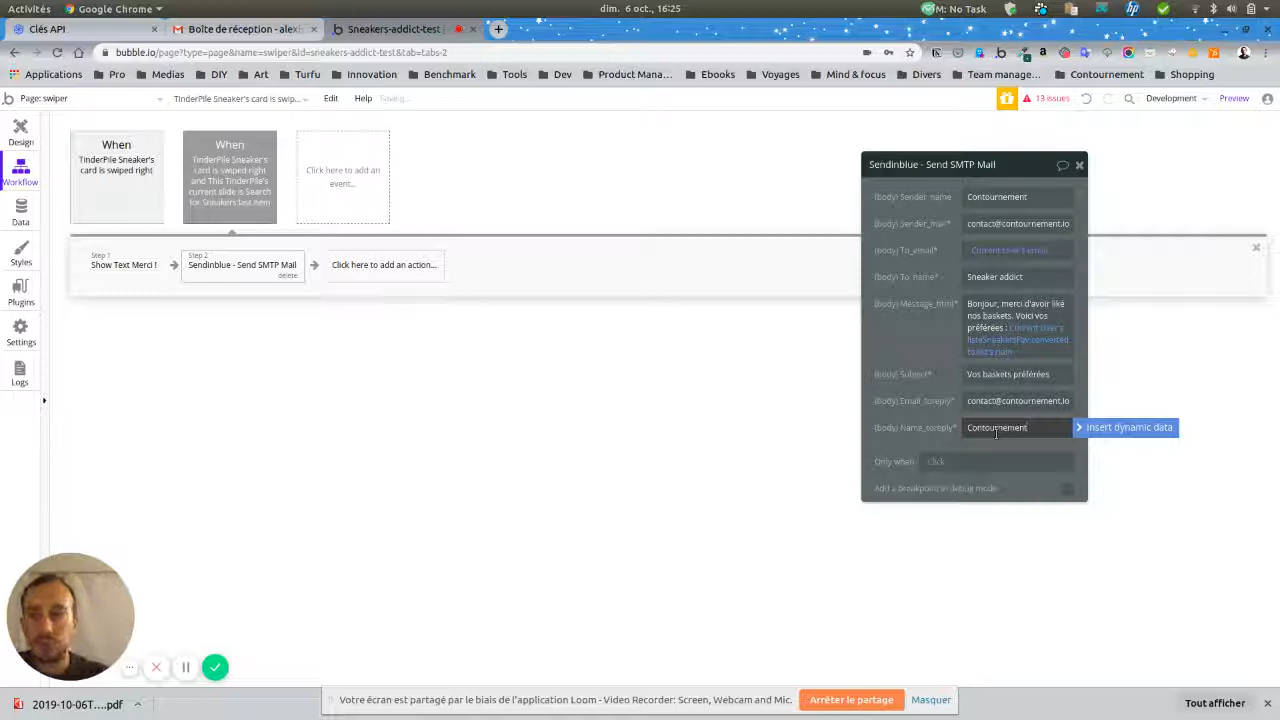 Activités
Google Chrome
dim. 6 oct., 16:25
M: No Task
Clés API
Boîte de réception - alex
Sneakers-addict-test
bubble.io/page?type=page&name=swiper&id=sneakers-addict-test&tab=tabs-2
Applications
Pro
Medias
DIY
Art
Turfu
Innovation
Benchmark
Tools
Dev
Product Mana...
Ebooks
Voyages
Mind & focus
Divers
Team manage...
Contournement
Shopping
Page: swiper
TinderPile Sneaker's card is swip...
Edit
Help
Saving...
13 issues
Development
Preview
Design
Workflow
Data
Styles
Plugins
Settings
Logs
When
TinderPile Sneaker's
card is swiped right
When
TinderPile Sneaker's
card is swiped right
and This TinderPile's
current slide is Search
for Sneakers:last item
Click here to add an
event...
Step 1
Show Text Merci !
Step 2
Sendinblue - Send SMTP Mail
delete
Click here to add an action...
Sendinblue - Send SMTP Mail
(body) Sender_name
Contournement
(body) Sender_mail*
contact@contournement.io
(body) To_email*
Current User's email
(body) To_name*
Sneaker addict
(body) Message_html*
Bonjour, merci d'avoir liké
nos baskets. Voici vos
préférées : Current User's
listeSneakersFav:converted
to list's nom
(body) Subject*
Vos baskets préférées
(body) Email_toreply*
contact@contournement.io
(body) Name_toreply*
Contournement
Insert dynamic data
Only when
Click
Add a breakpoint in debug mode
Votre écran est partagé par le biais de l'application Loom - Video Recorder: Screen, Webcam and Mic.
Arrêter le partage
Masquer
2019-10-06T....pdf
Tout afficher